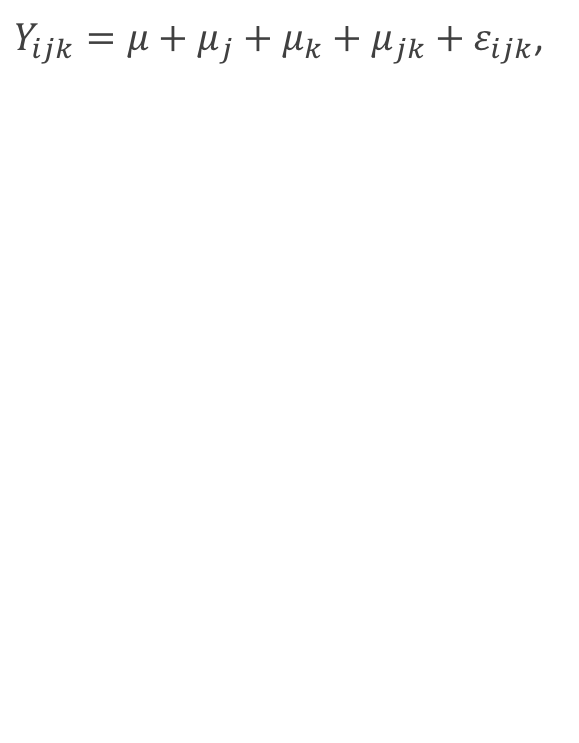 Y_{ijk} = μ + μ_j + μ_k + μ_{jk} + ε_{ijk},